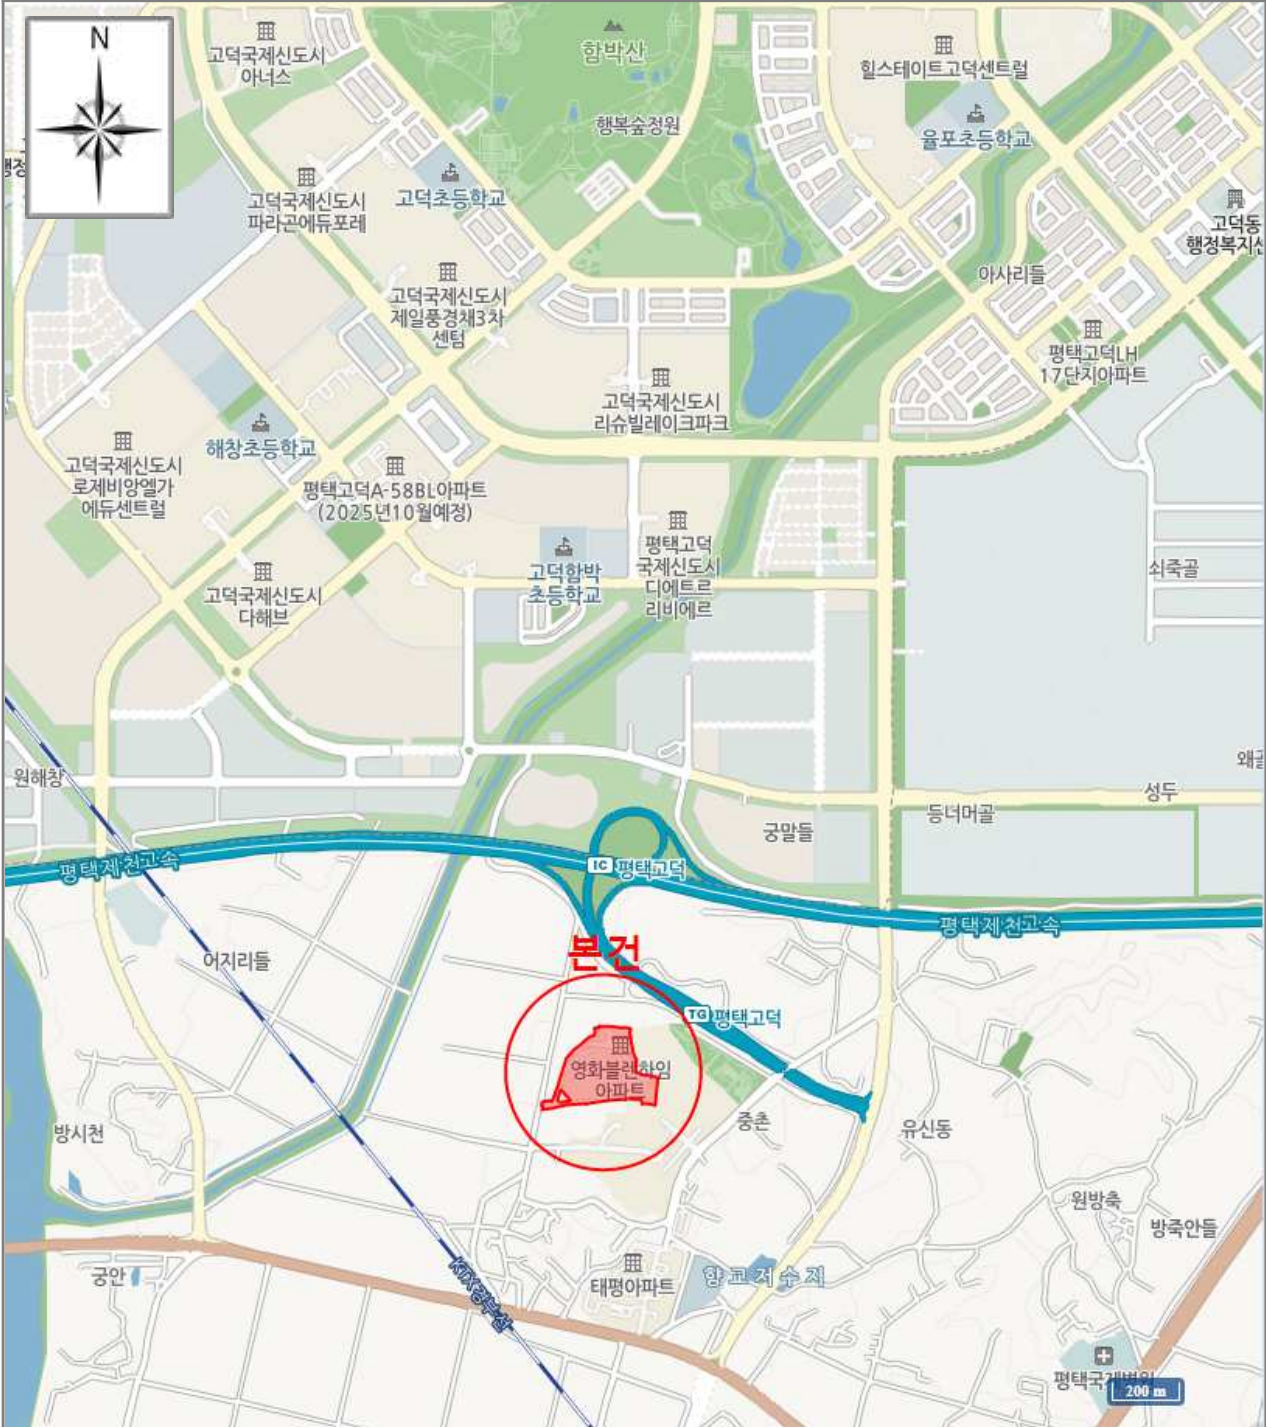 N
함박산
고덕국제신도시
아너스
힐스테이트고덕센트럴
행복숲정원
율포초등학교
고덕초등학교
고덕국제신도시
파라곤에듀포레
고덕동
아사리들
고덕국제신도시
제일풍경채3차
센텀
평택고덕LH
17단지아파트
고덕국제신도시
리슈빌레이크파크
해창초등학교
고덕국제신도시
로제비앙엘가
에듀센트럴
평택고덕A-58BL아파트
(2025년10월예정)
평택고덕
국제신도시
디에트르
리비에르
고덕함박
초등학교
쇠죽골
고덕국제신도시
다해브
원해창
성두
등너머골
궁말들
평택제천고속
IC 평택고덕
평택제천고속
본건
어지리들
TG 평택고덕
영화블렌하임
아파트
중촌
유신동
방시천
원방축
방죽안들
궁안
태평아파트
향교저수지
KTX경부선
평택국제병원
200 m